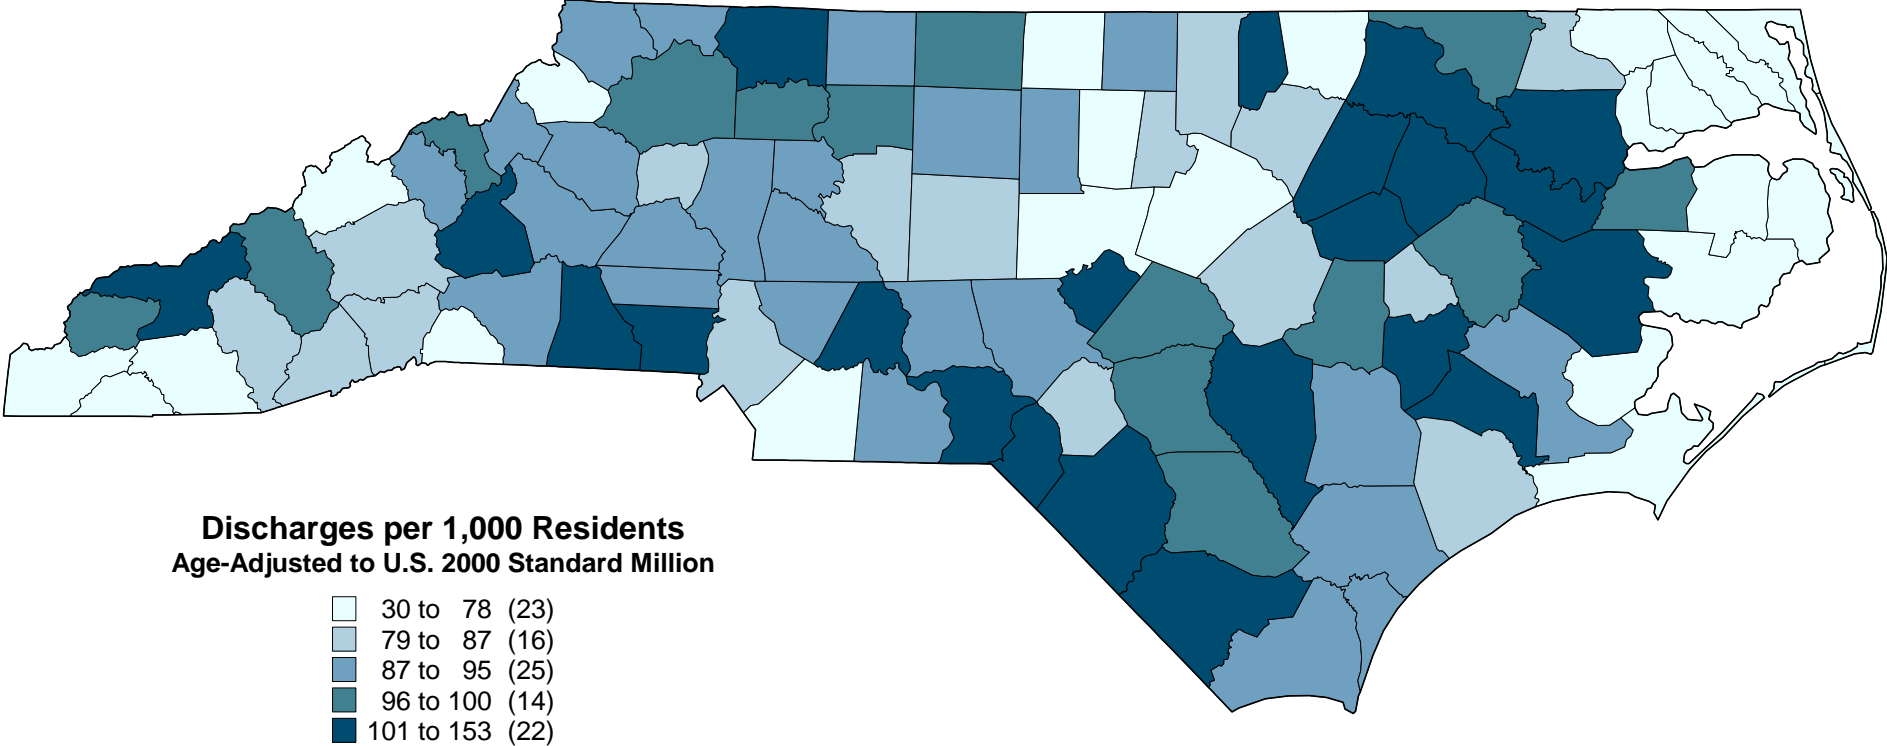 Discharges per 1,000 Residents
Age-Adjusted to U.S. 2000 Standard Million
30 to 78 (23)
79 to 87 (16)
87 to 95 (25)
96 to 100 (14)
101 to 153 (22)